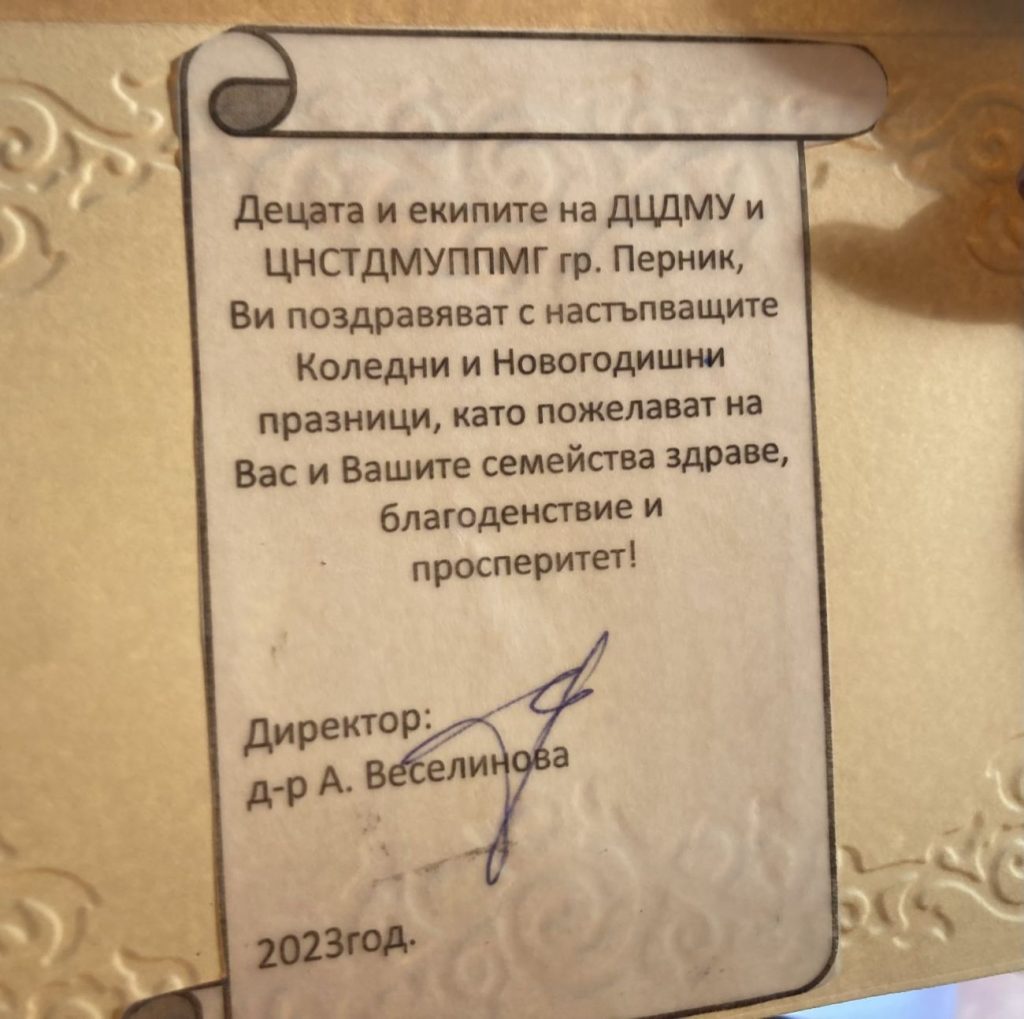 Децата и екипите на ДЦДМУ и
ЦНСТДМУППМГ гр. Перник,
Ви поздравяват с настъпващите
Коледни и Новогодишни
празници, като пожелават на
Вас и Вашите семейства здраве,
благоденствие и
просперитет!
Директор:
д-р А. Веселинова
2023год.